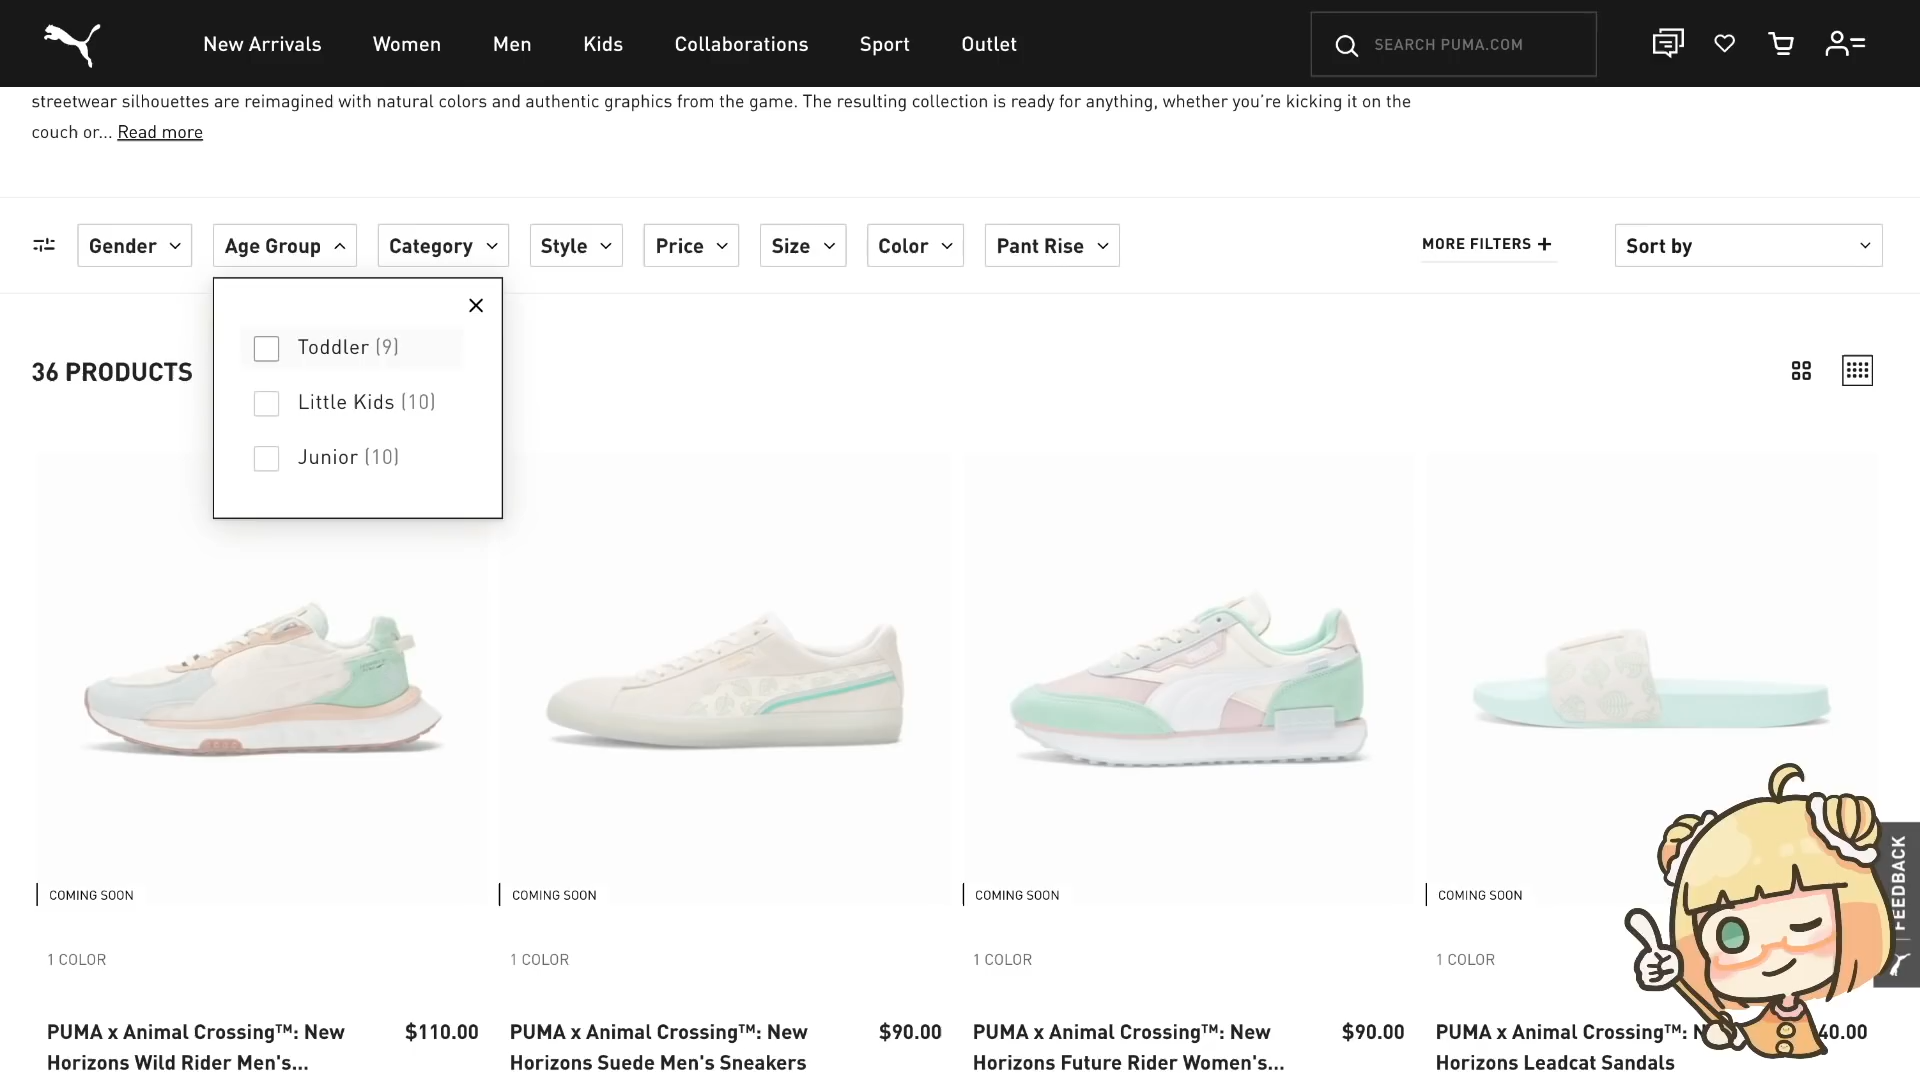 New Arrivals Women Men Kids Collaborations Sport Outlet SEARCH PUMA.COM
streetwear silhouettes are reimagined with natural colors and authentic graphics from the game. The resulting collection is ready for anything, whether you're kicking it on the
couch or... Read more
Gender Age Group Category Style Price Size Color Pant Rise MORE FILTERS + Sort by
Toddler (9)
36 PRODUCTS
Little Kids (10)
Junior (10)
FEEDBACK
COMING SOON COMING SOON COMING SOON COMING SOON
1 COLOR 1 COLOR 1 COLOR 1 COLOR
PUMA x Animal Crossing™: New $110.00 PUMA x Animal Crossing™: New $90.00 PUMA x Animal Crossing™: New $90.00 PUMA x Animal Crossing™: 40.00
Horizons Wild Rider Men's... Horizons Suede Men's Sneakers Horizons Future Rider Women's... Horizons Leadcat Sandals